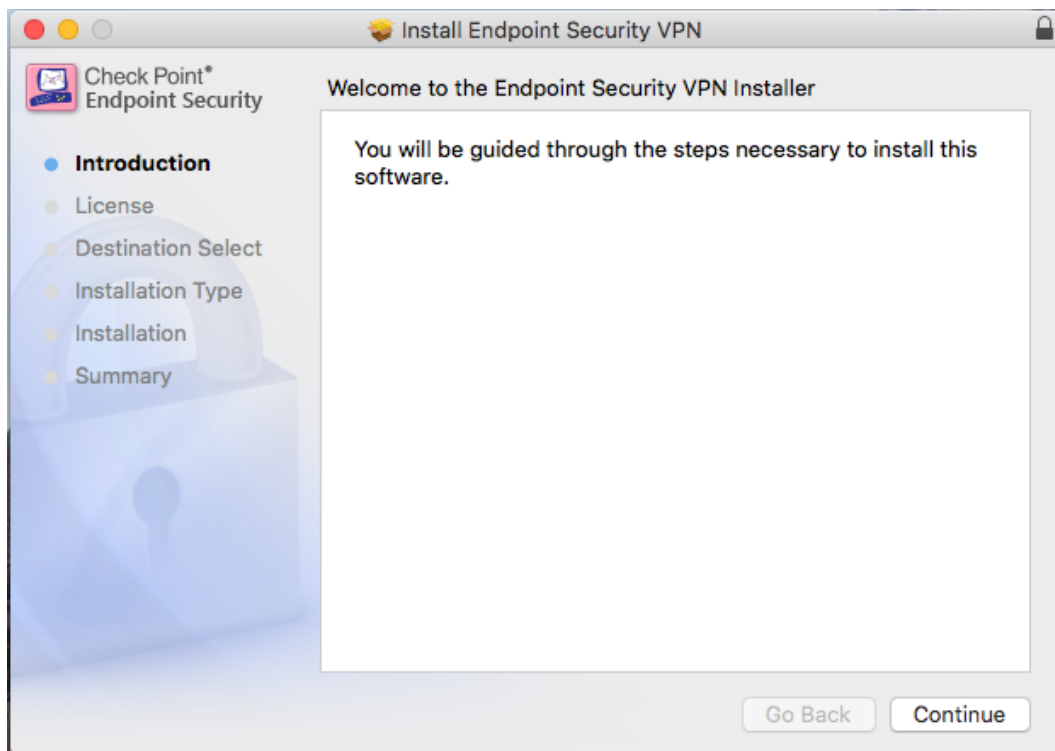 Install Endpoint Security VPN
Check Point®
Endpoint Security
Welcome to the Endpoint Security VPN Installer
Introduction
License
Destination Select
Installation Type
Installation
Summary
You will be guided through the steps necessary to install this
software.
Go Back
Continue